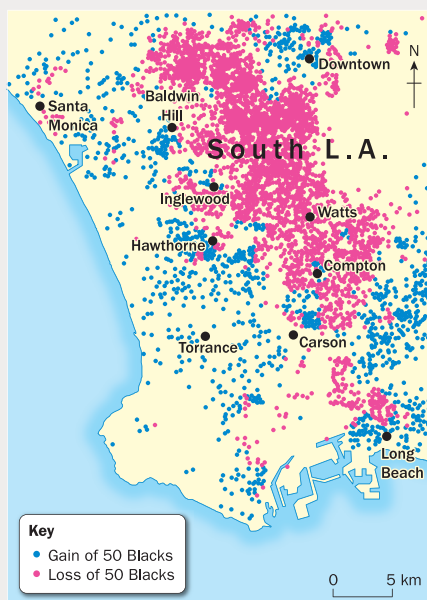 N
Downtown
Santa
Monica
Baldwin
Hill
South L.A.
Inglewood
Watts
Hawthorne
Compton
Torrance
Carson
Long
Beach
Key
Gain of 50 Blacks
Loss of 50 Blacks
0 5 km